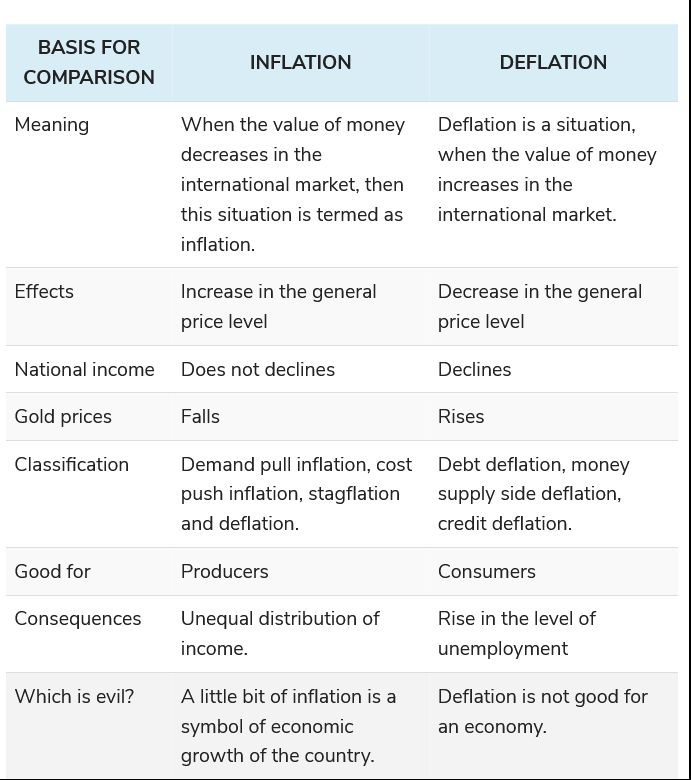 BASIS FOR
COMPARISON
INFLATION
DEFLATION
Meaning
When the value of money
decreases in the
international market, then
this situation is termed as
inflation.
Deflation is a situation,
when the value of money
increases in the
international market.
Effects
Increase in the general
price level
Decrease in the general
price level
National income
Does not declines
Declines
Gold prices
Falls
Rises
Classification
Demand pull inflation, cost
push inflation, stagflation
and deflation.
Debt deflation, money
supply side deflation,
credit deflation.
Good for
Producers
Consumers
Consequences
Unequal distribution of
income.
Rise in the level of
unemployment
Which is evil?
A little bit of inflation is a
symbol of economic
growth of the country.
Deflation is not good for
an economy.